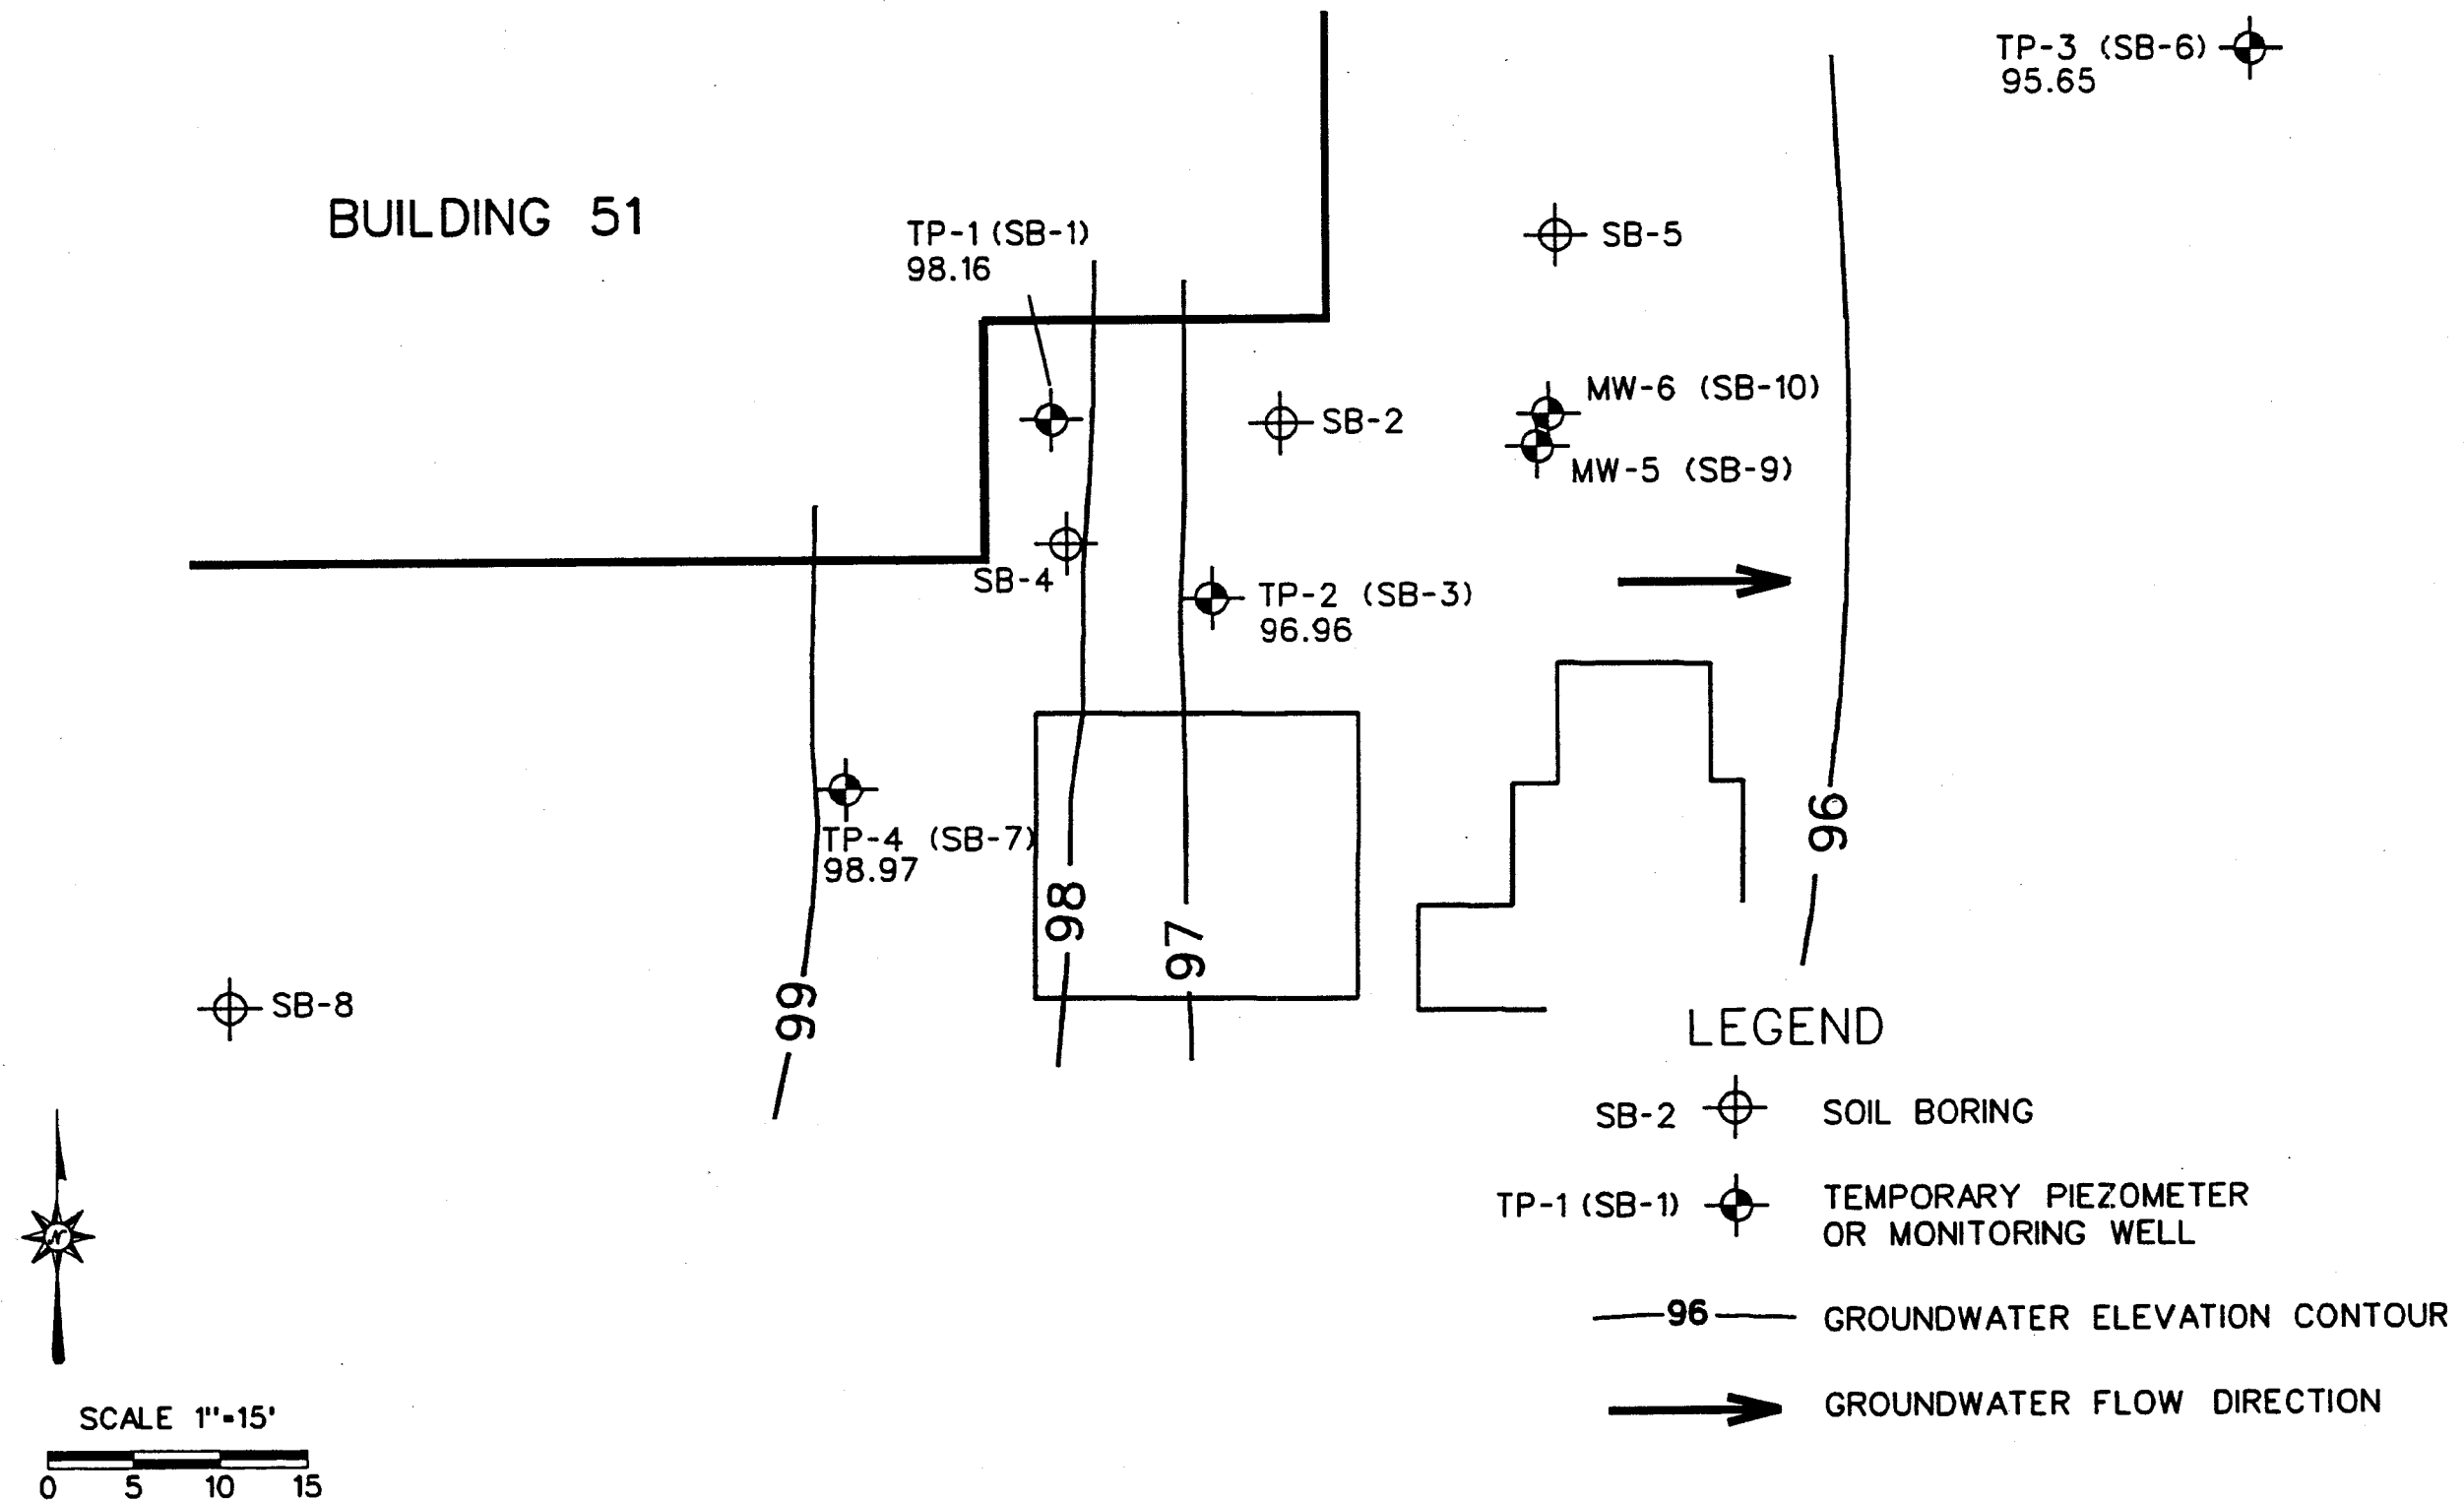 TP-3 (SB-6)
95.65
BUILDING 51
TP-1 (SB-1)
98.16
SB-5
MW-6 (SB-10)
SB-2
MW-5 (SB-9)
SB-4
TP-2 (SB-3)
96.96
96
TP-4 (SB-7)
98.97
98
97
99
SB-8
LEGEND
SB-2 SOIL BORING
TP-1 (SB-1) TEMPORARY PIEZOMETER
OR MONITORING WELL
N
96 GROUNDWATER ELEVATION CONTOUR
GROUNDWATER FLOW DIRECTION
SCALE 1"=15'
0 5 10 15